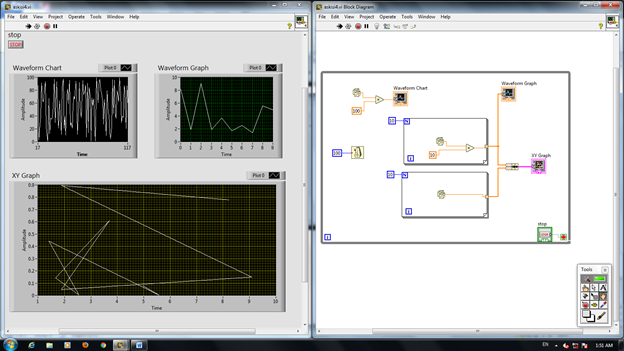 askisi4.vi
File Edit View Project Operate Tools Window Help
stop
STOP
Waveform Chart
Plot 0
Amplitude
100
80
60
40
20
0
17
117
Time
Waveform Graph
Plot 0
Amplitude
10
8
6
4
2
0
0 1 2 3 4 5 6 7 8 9
Time
XY Graph
Plot 0
Amplitude
0.9
0.8
0.7
0.6
0.5
0.4
0.3
0.2
0.1
0
1 2 3 4 5 6 7 8 9 10
Time
askisi4.vi Block Diagram
File Edit View Project Operate Tools Window Help
Waveform Chart
100
Waveform Graph
10
N
10
i
100
XY Graph
N
i
stop
i
Tools
A
EN
1:51 AM